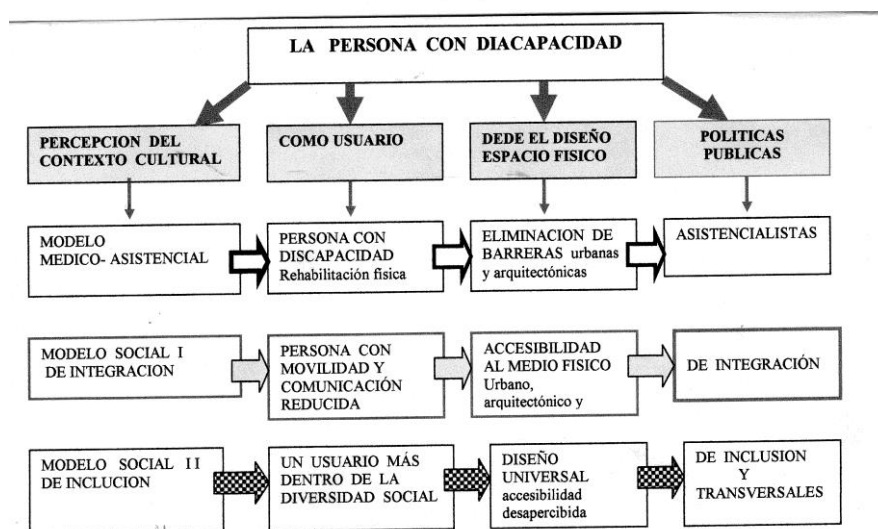 LA PERSONA CON DIACAPACIDAD
PERCEPCION DEL
CONTEXTO CULTURAL
COMO USUARIO
DEDE EL DISEÑO
ESPACIO FISICO
POLITICAS
PUBLICAS
MODELO
MEDICO- ASISTENCIAL
PERSONA CON
DISCAPACIDAD
Rehabilitación física
ELIMINACION DE
BARRERAS urbanas
y arquitectónicas
ASISTENCIALISTAS
MODELO SOCIAL I
DE INTEGRACION
PERSONA CON
MOVILIDAD Y
COMUNICACIÓN
REDUCIDA
ACCESIBILIDAD
AL MEDIO FISICO
Urbano,
arquitectónico y
DE INTEGRACIÓN
MODELO SOCIAL II
DE INCLUCION
UN USUARIO MÁS
DENTRO DE LA
DIVERSIDAD SOCIAL
DISEÑO
UNIVERSAL
accesibilidad
desapercibida
DE INCLUSION
Y
TRANSVERSALES